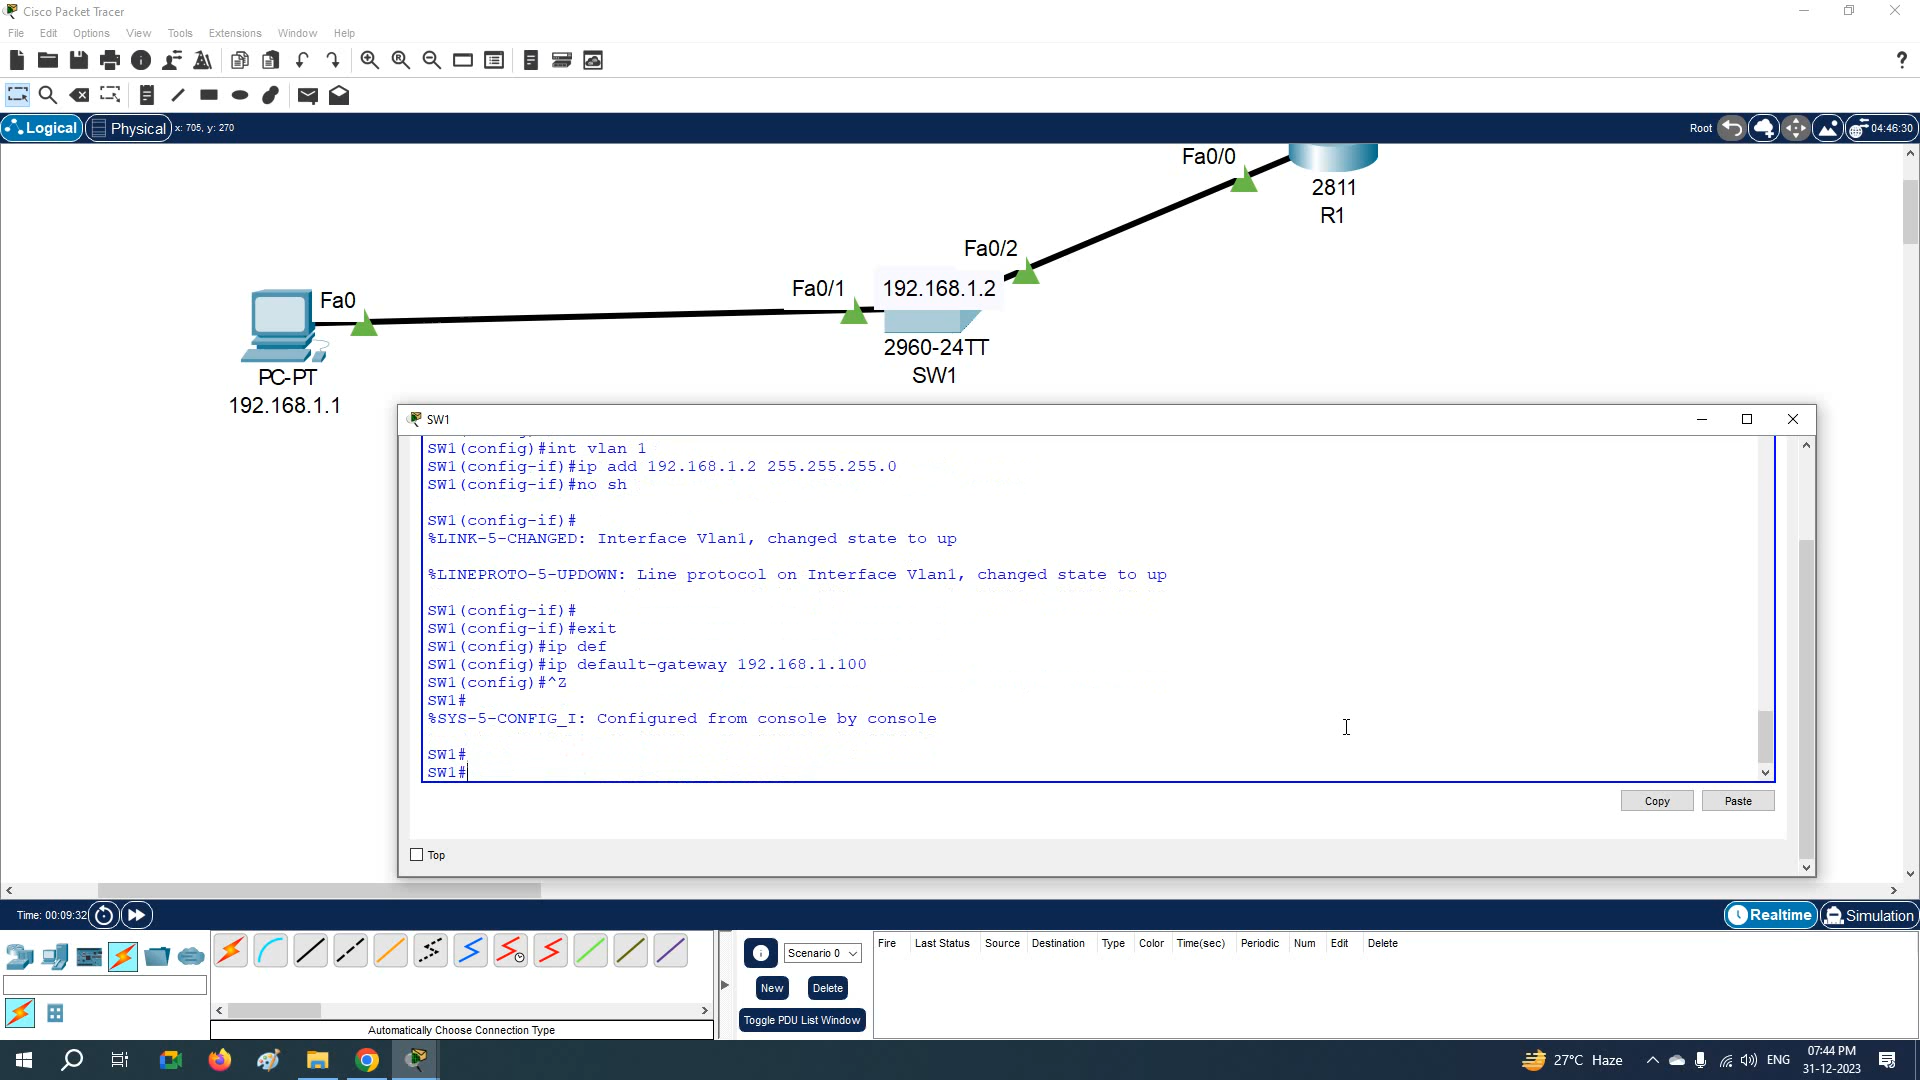 Cisco Packet Tracer
File Edit Options View Tools Extensions Window Help
Logical Physical x: 705, y: 270 Root 04:46:30
Fa0/0
2811
R1
Fa0/2
Fa0/1 192.168.1.2
Fa0
2960-24TT
SW1
PC-PT
192.168.1.1
SW1
SW1(config)#int vlan 1
SW1(config-if)#ip add 192.168.1.2 255.255.255.0
SW1(config-if)#no sh
SW1(config-if)#
%LINK-5-CHANGED: Interface Vlan1, changed state to up
%LINEPROTO-5-UPDOWN: Line protocol on Interface Vlan1, changed state to up
SW1(config-if)#
SW1(config-if)#exit
SW1(config)#ip def
SW1(config)#ip default-gateway 192.168.1.100
SW1(config)#^Z
SW1#
%SYS-5-CONFIG_I: Configured from console by console
SW1#
SW1#
Copy Paste
Top
Time: 00:09:32 Realtime Simulation
Scenario 0 Fire Last Status Source Destination Type Color Time(sec) Periodic Num Edit Delete
New Delete
Toggle PDU List Window
Automatically Choose Connection Type
27°C Haze ENG 07:44 PM
31-12-2023